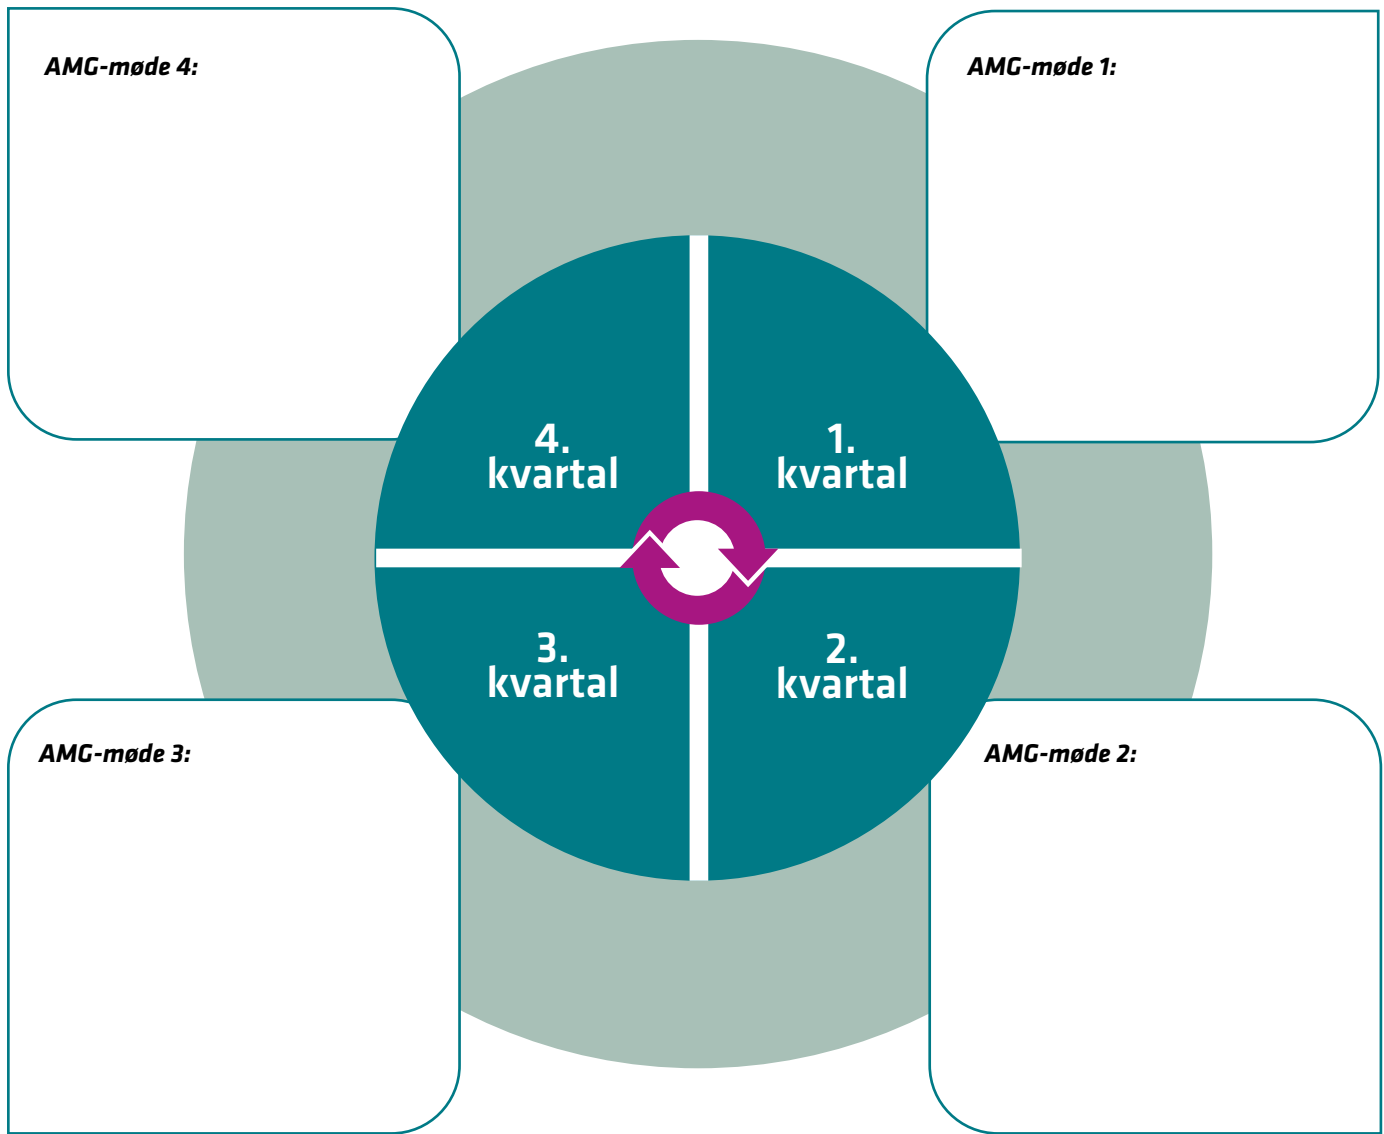 AMG-møde 4:
AMG-møde 1:
4.
kvartal
1.
kvartal
3.
kvartal
2.
kvartal
AMG-møde 3:
AMG-møde 2: